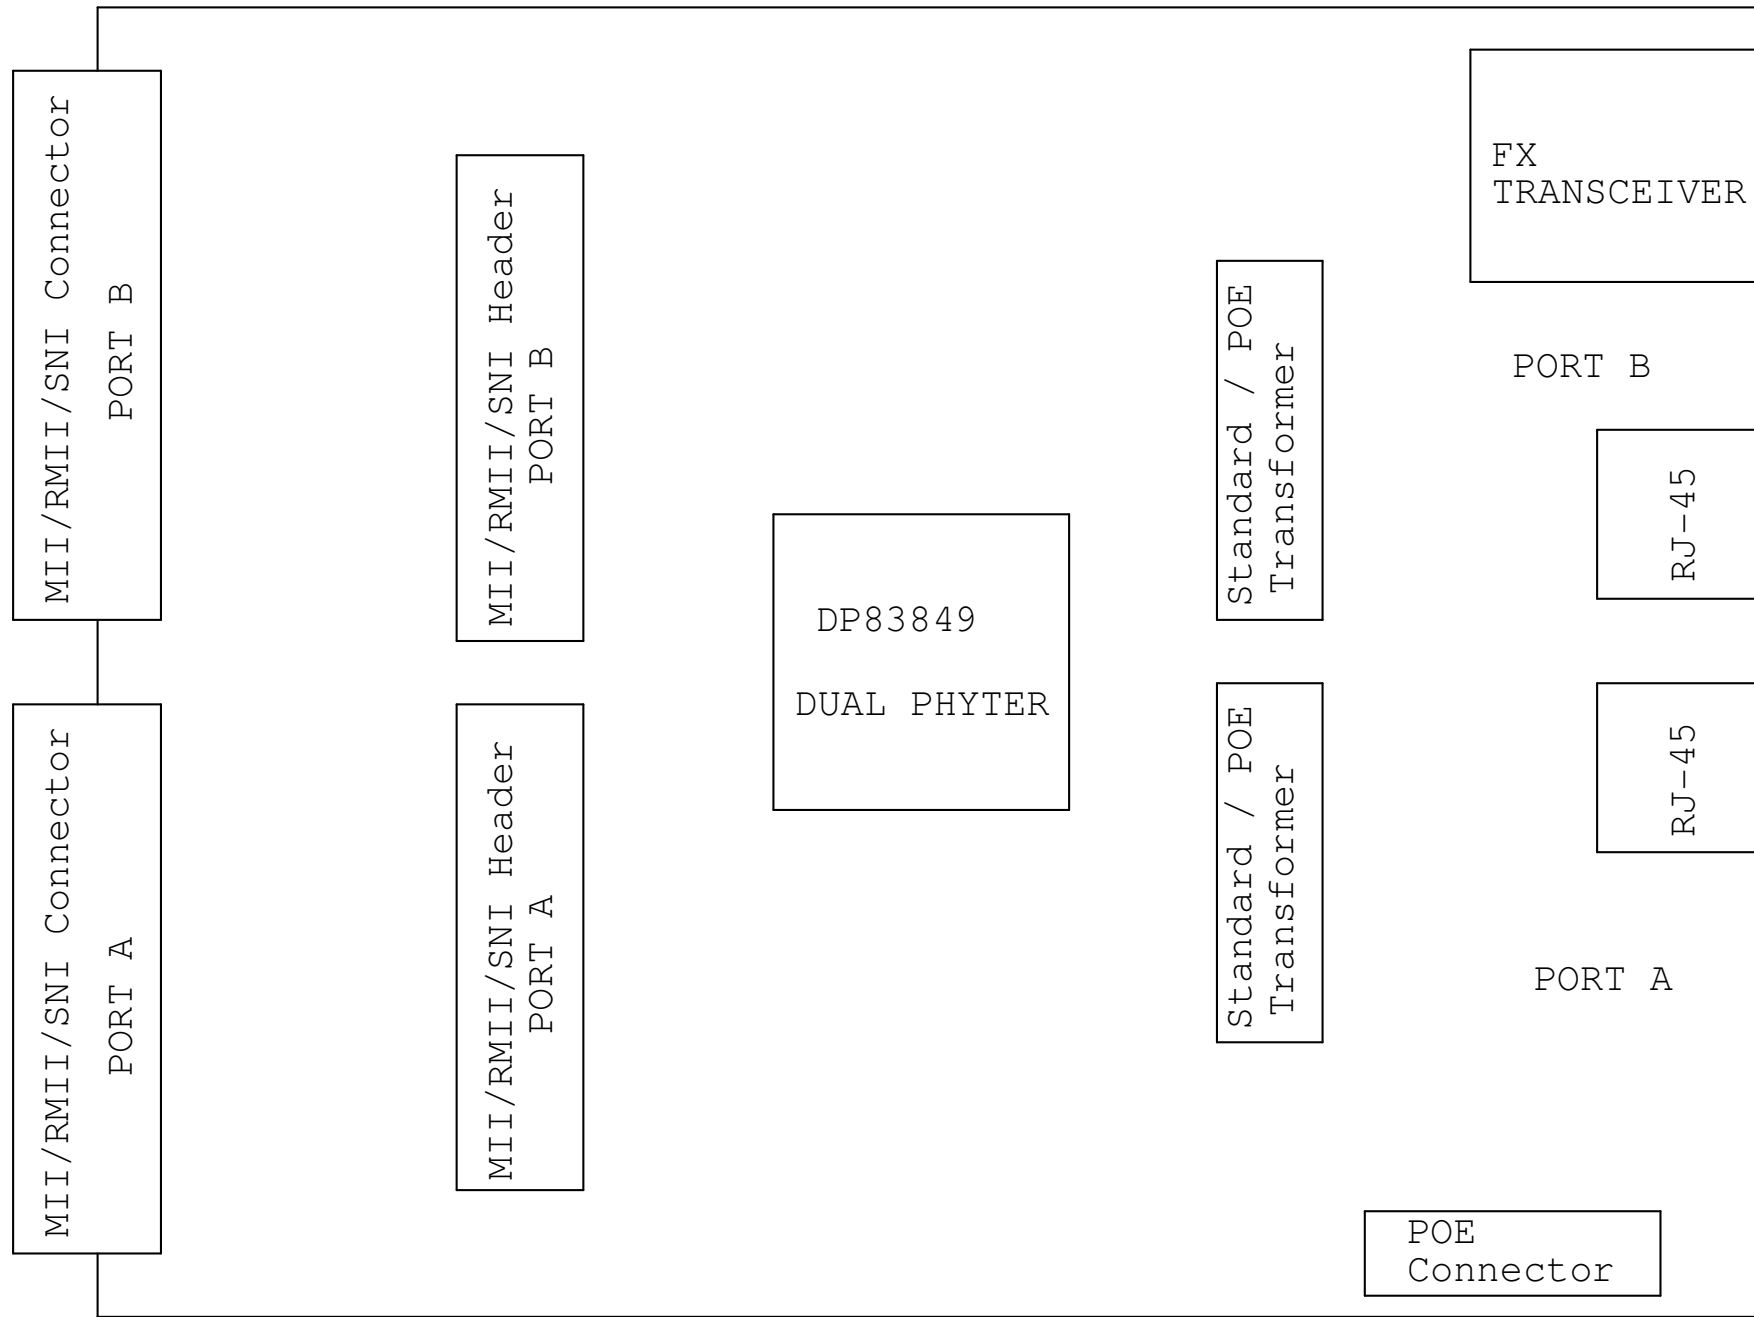 MII/RMII/SNI Connector
PORT B
MII/RMII/SNI Header
PORT B
FX
TRANSCEIVER
Standard / POE
Transformer
PORT B
RJ-45
DP83849
DUAL PHYTER
MII/RMII/SNI Connector
PORT A
MII/RMII/SNI Header
PORT A
Standard / POE
Transformer
RJ-45
PORT A
POE
Connector